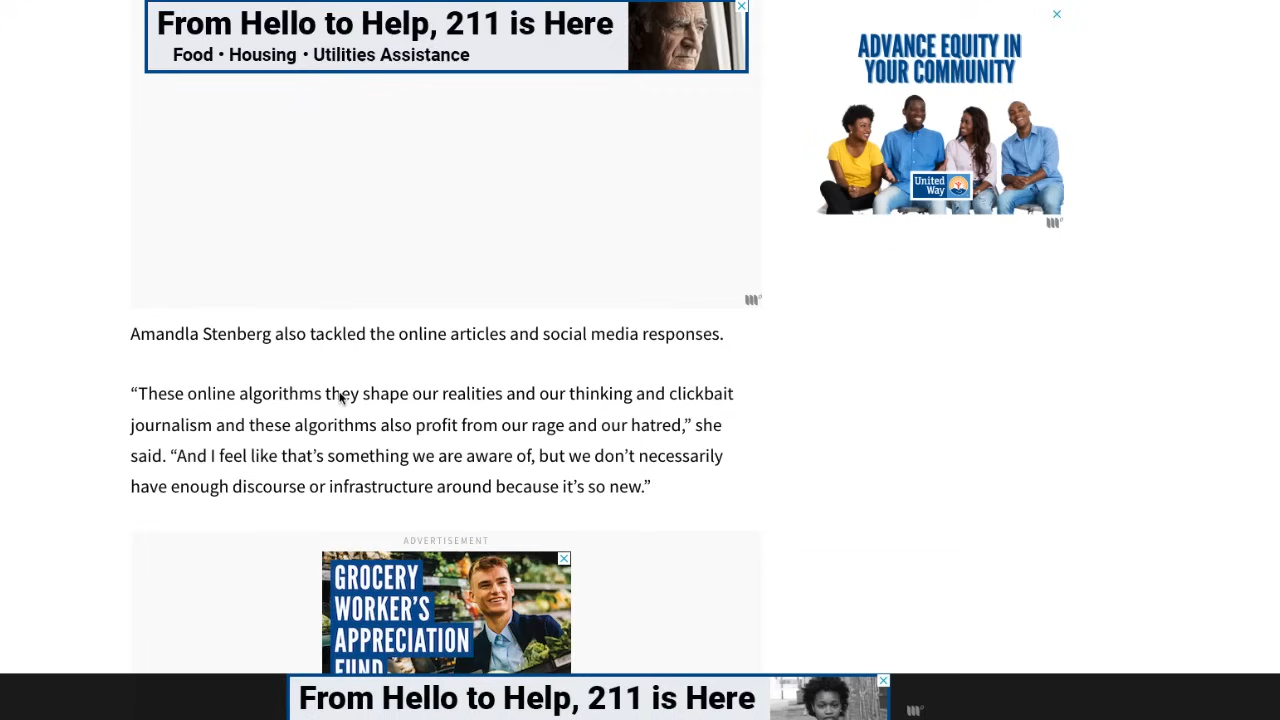 From Hello to Help, 211 is Here
Food • Housing • Utilities Assistance
ADVANCE EQUITY IN
YOUR COMMUNITY
United
Way
Amandla Stenberg also tackled the online articles and social media responses.
“These online algorithms they shape our realities and our thinking and clickbait
journalism and these algorithms also profit from our rage and our hatred,” she
said. “And I feel like that’s something we are aware of, but we don’t necessarily
have enough discourse or infrastructure around because it’s so new.”
ADVERTISEMENT
GROCERY
WORKER'S
APPRECIATION
FUND
From Hello to Help, 211 is Here